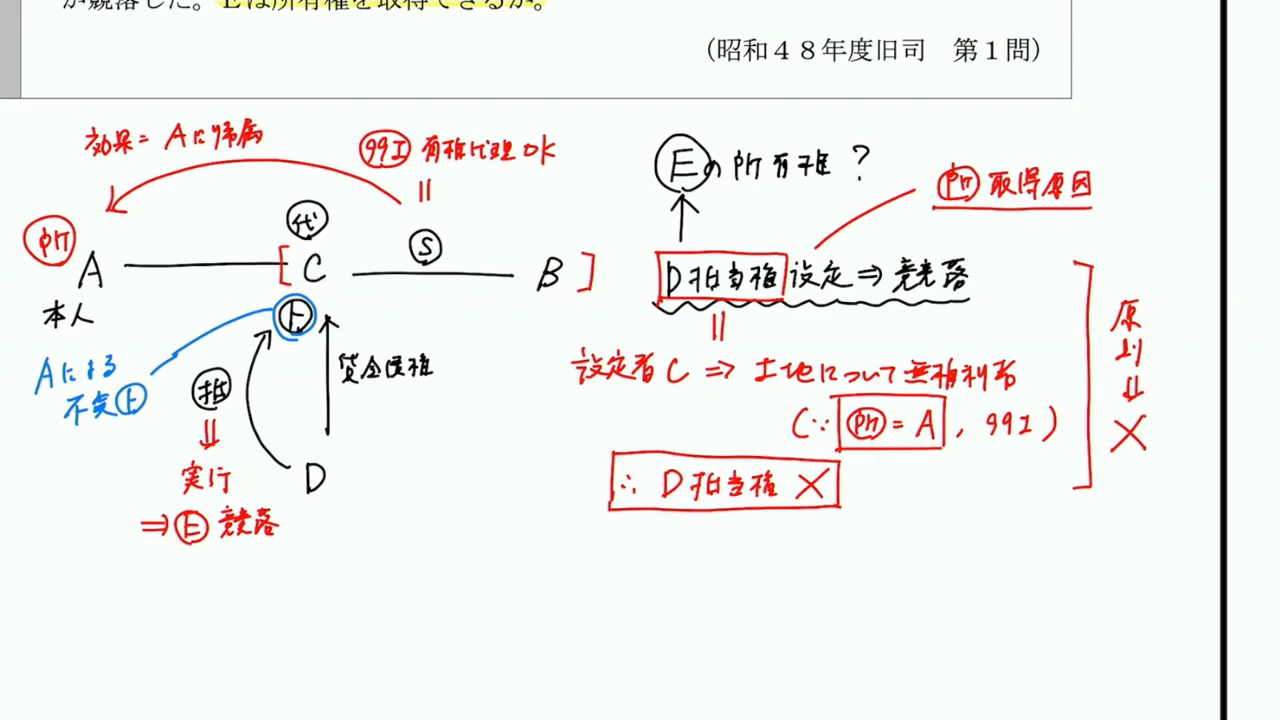 が競落した。Eは所有権を取得できるか。
(昭和48年度旧司 第1問)
効果=Aに帰属
99I 有権代理OK
||
Eの所有権?
所 取得原因
所
A
本人
代
[C
S
B]
土
D抵当権設定⇒競落
||
原則
⇓
×
設定者C⇒土地について無権利者
(∵所=A, 99I)
∴D抵当権×
Aによる
不実土
抵
⇓
実行
⇒E競落
貸金債権
D